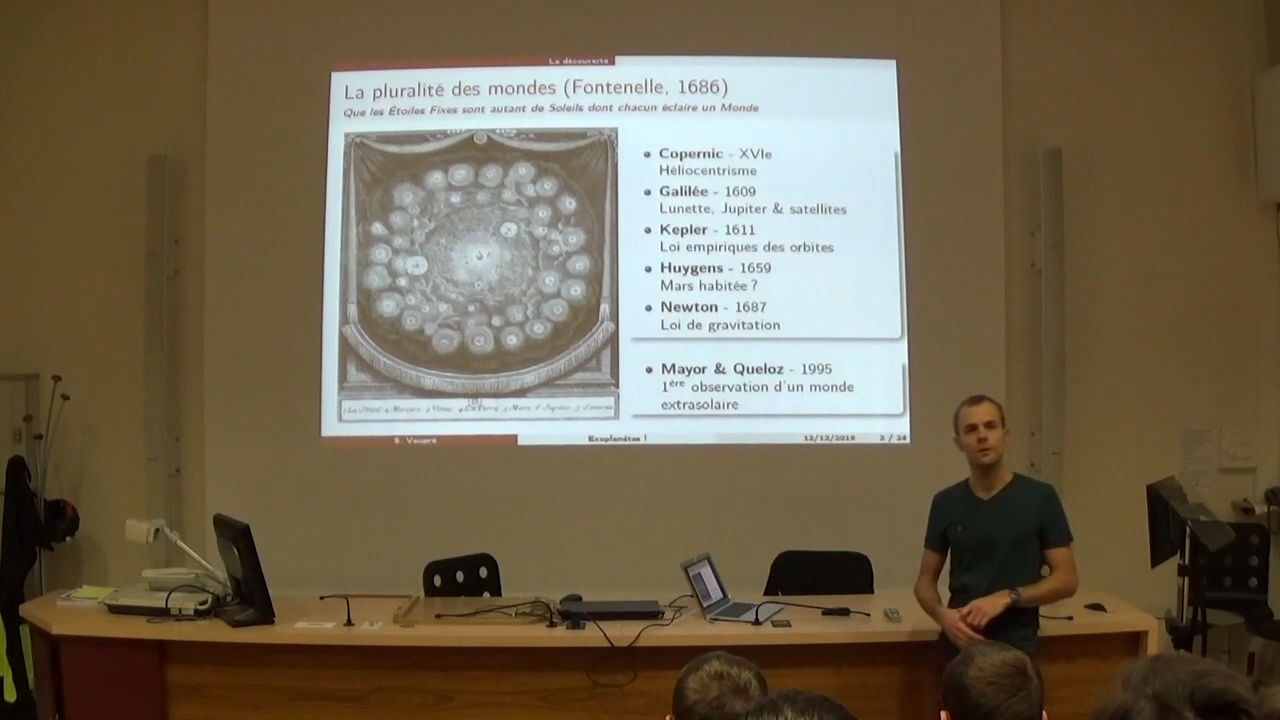 La découverte
La pluralité des mondes (Fontenelle, 1686)
Que les Étoiles Fixes sont autant de Soleils dont chacun éclaire un Monde
Copernic - XVIe
Héliocentrisme
Galilée - 1609
Lunette, Jupiter & satellites
Kepler - 1611
Loi empiriques des orbites
Huygens - 1659
Mars habitée ?
Newton - 1687
Loi de gravitation
Mayor & Queloz - 1995
1ère observation d'un monde
extrasolaire
S. Vaupré
Exoplanètes !
12/12/2019
2 / 24